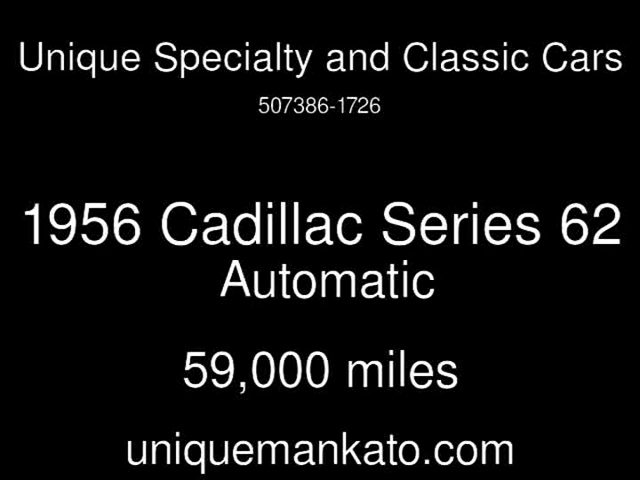 Unique Specialty and Classic Cars
507386-1726
1956 Cadillac Series 62
Automatic
59,000 miles
uniquemankato.com